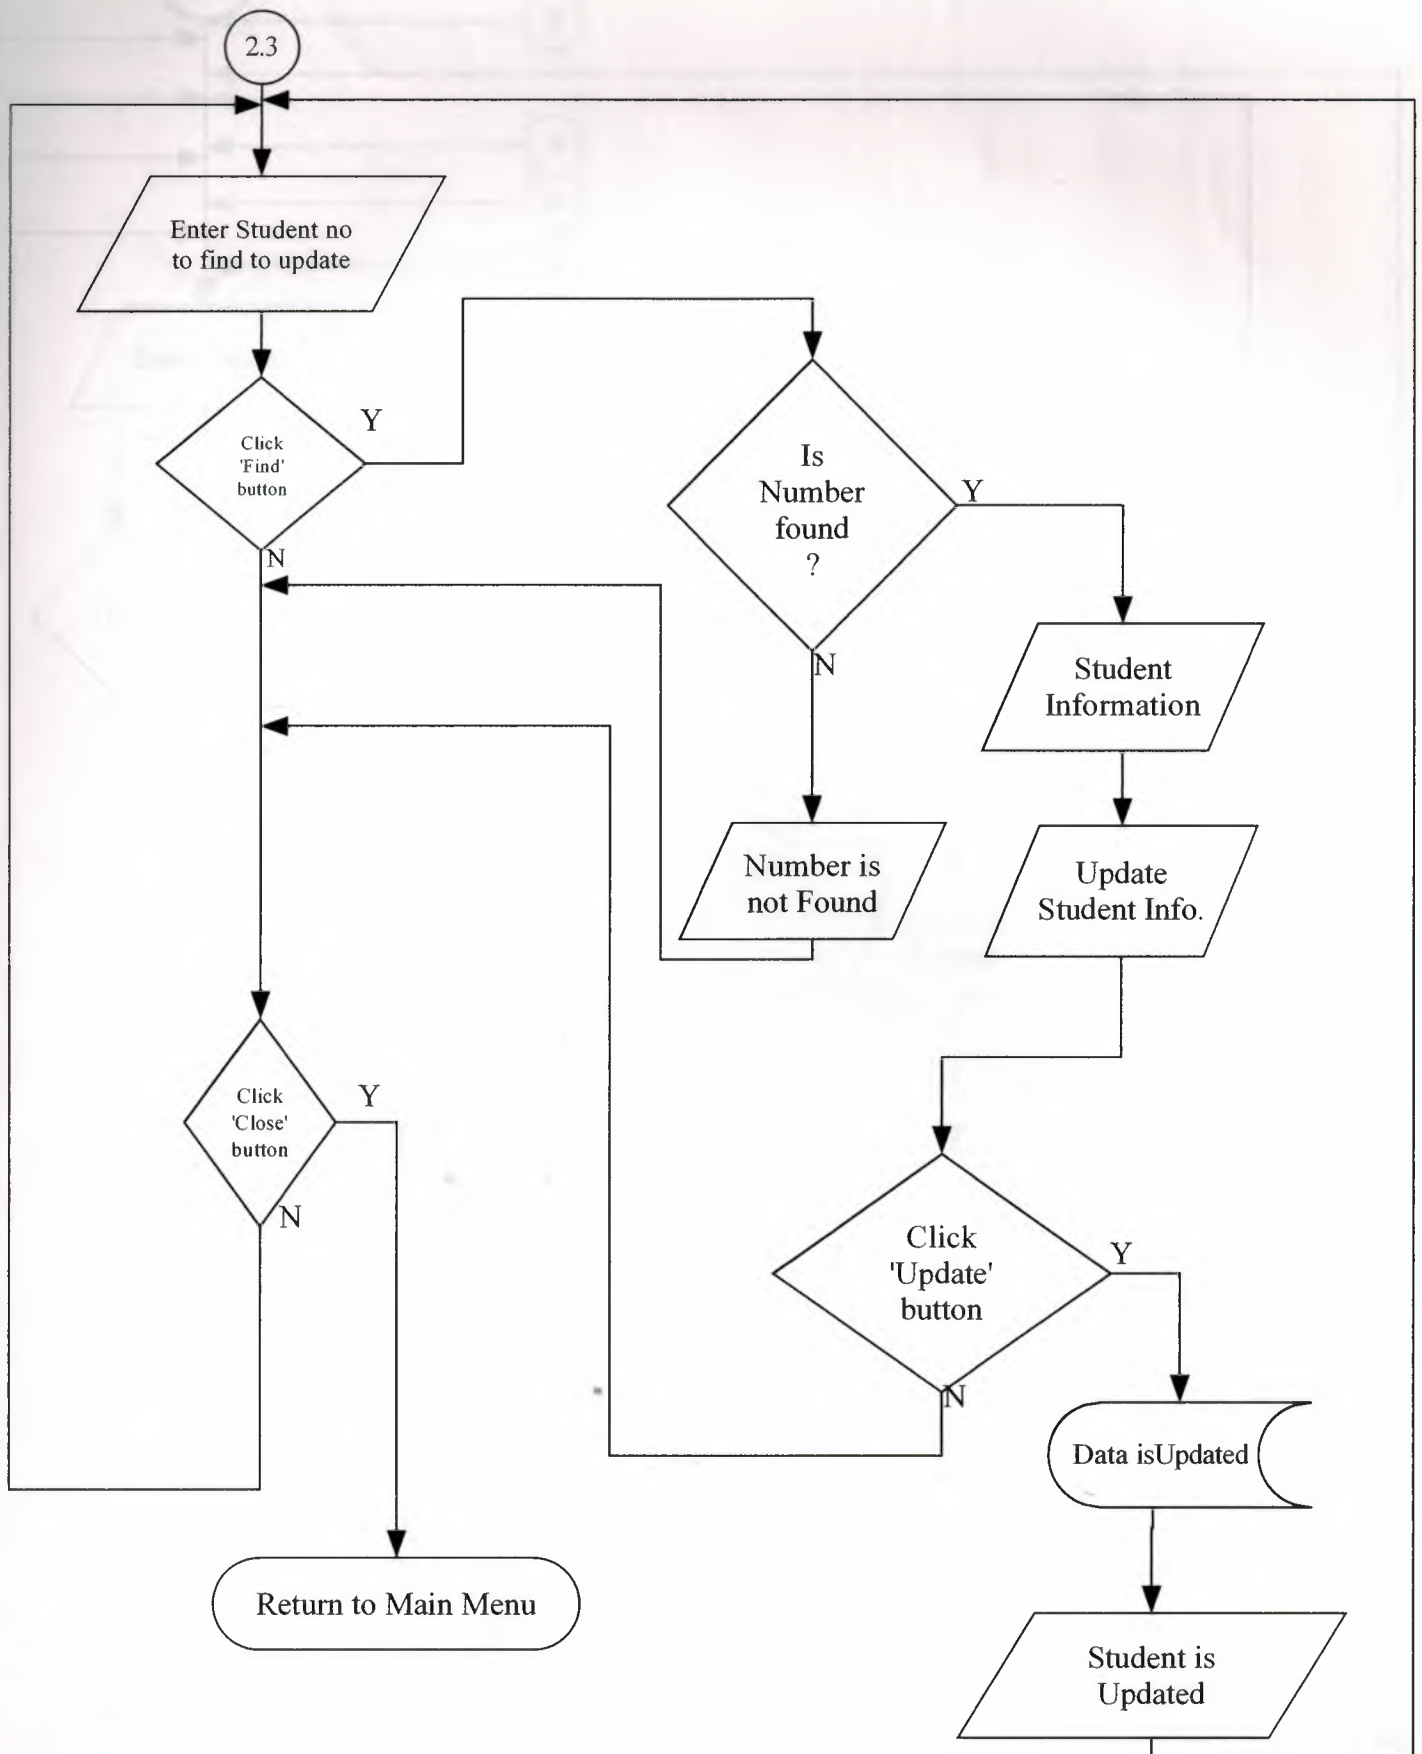 2.3
Enter Student no
to find to update
Click
'Find'
button
Y
N
Is
Number
found
?
Y
N
Student
Information
Number is
not Found
Update
Student Info.
Click
'Close'
button
Y
N
Click
'Update'
button
Y
N
Data isUpdated
Return to Main Menu
Student is
Updated